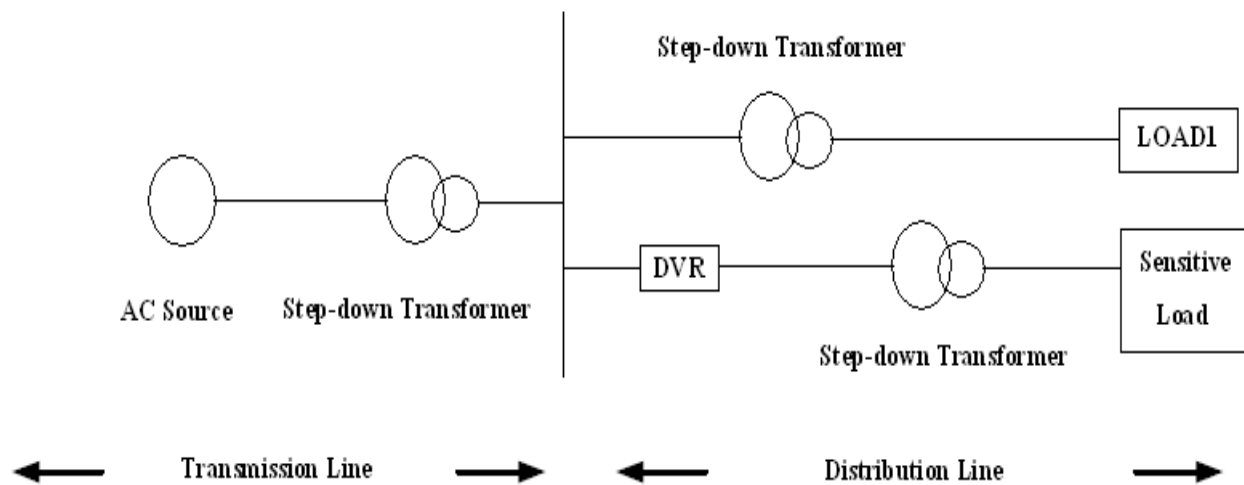 Step-down Transformer
LOAD1
DVR
Sensitive
Load
AC Source
Step-down Transformer
Step-down Transformer
Transmission Line
Distribution Line